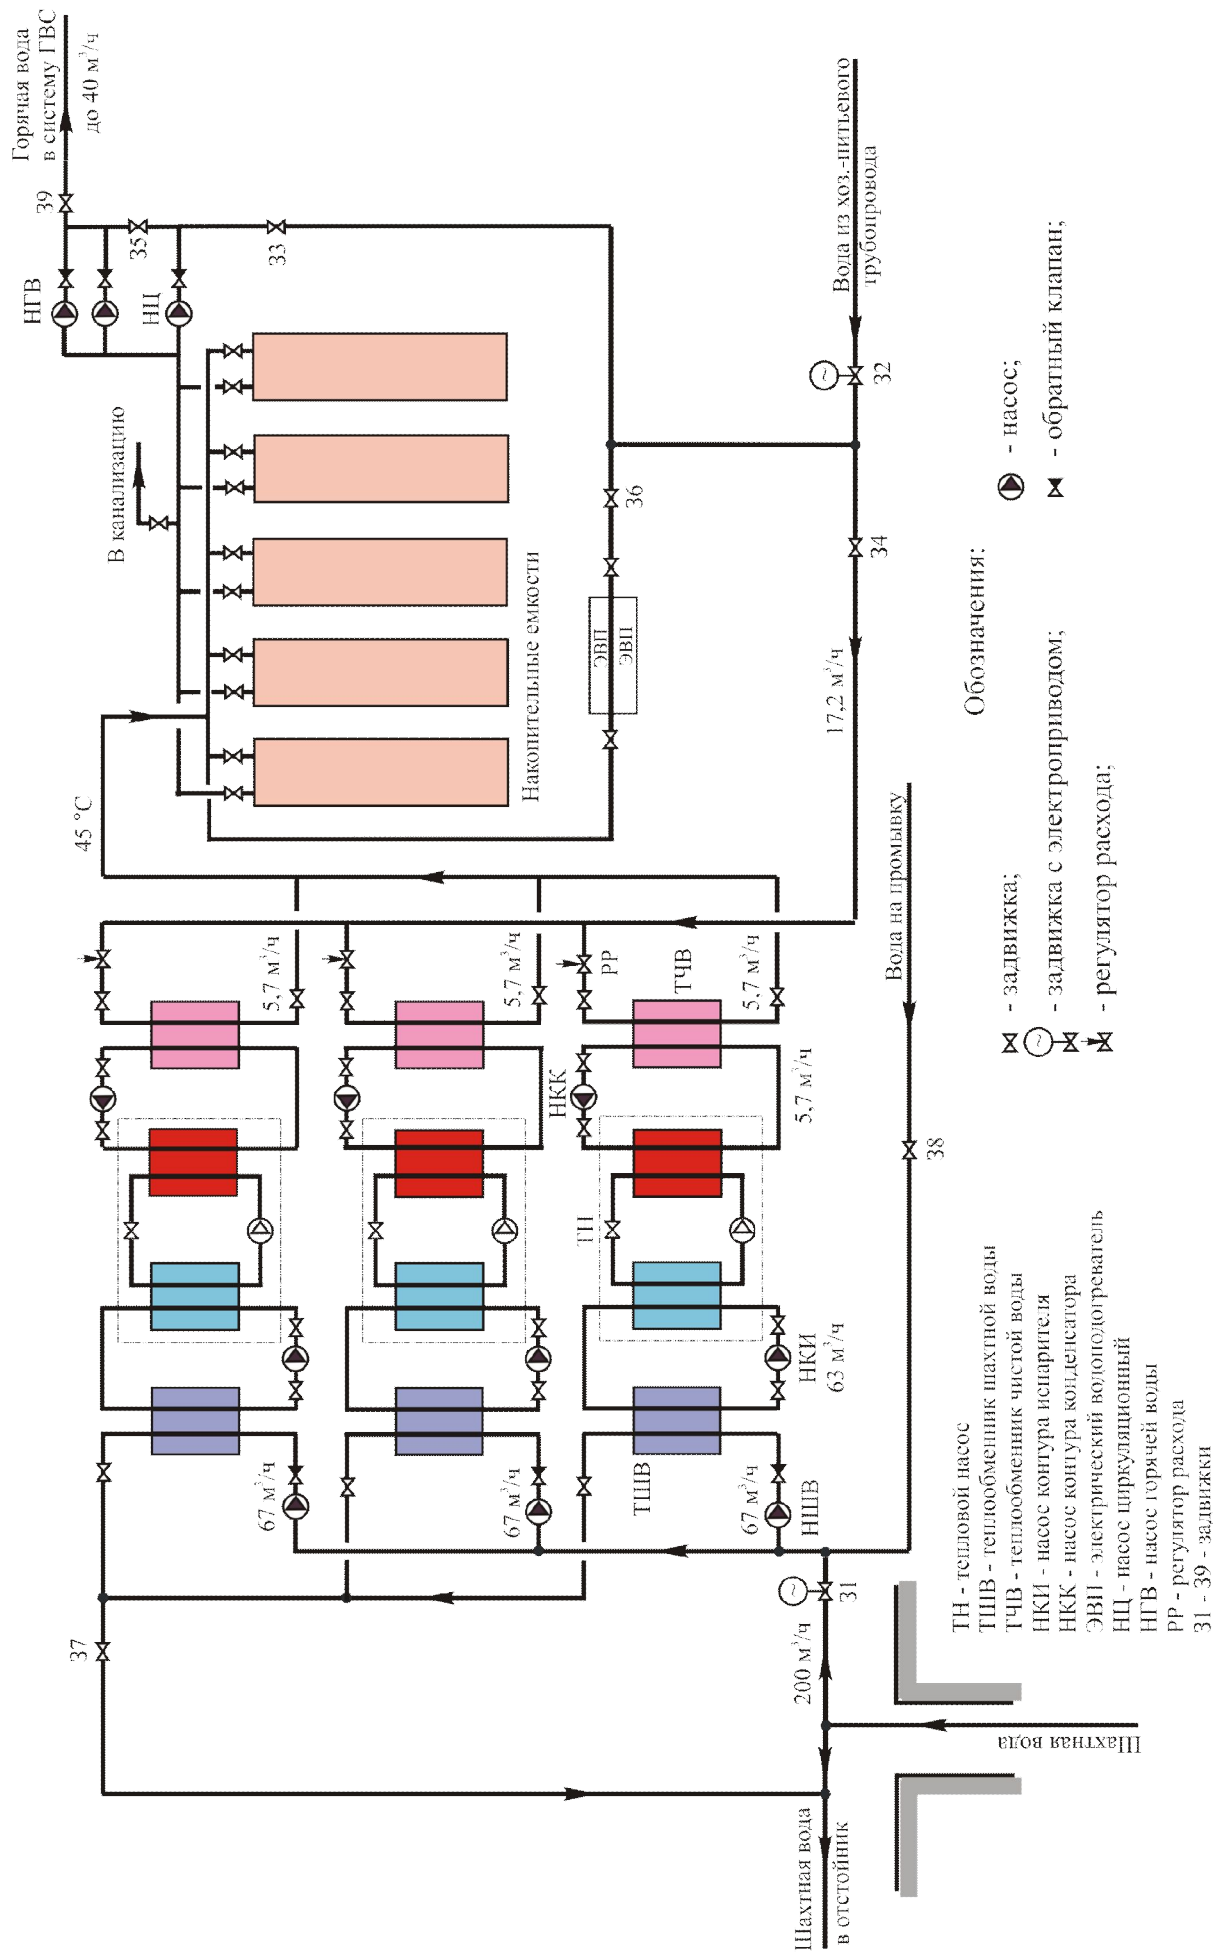 Горячая вода
в систему ГВС
до 40 м³/ч
39
35
33
НГВ
НЦ
В канализацию
Накопительные емкости
45 °С
ЭВП
ЭВП
36
Вода из хоз.-питьевого
трубопровода
32
34
17,2 м³/ч
5,7 м³/ч
5,7 м³/ч
5,7 м³/ч
РР
ТЧВ
НКК
5,7 м³/ч
ТН
НКИ
63 м³/ч
ТШВ
67 м³/ч
67 м³/ч
67 м³/ч
НШВ
Вода на промывку
38
37
31
200 м³/ч
Шахтная вода
Шахтная вода
в отстойник
Обозначения:
- задвижка;
- задвижка с электроприводом;
- регулятор расхода;
- насос;
- обратный клапан;
ТН - тепловой насос
ТШВ - теплообменник шахтной воды
ТЧВ - теплообменник чистой воды
НКИ - насос контура испарителя
НКК - насос контура конденсатора
ЭВП - электрический водоподогреватель
НЦ - насос циркуляционный
НГВ - насос горячей воды
РР - регулятор расхода
31 - 39 - задвижки